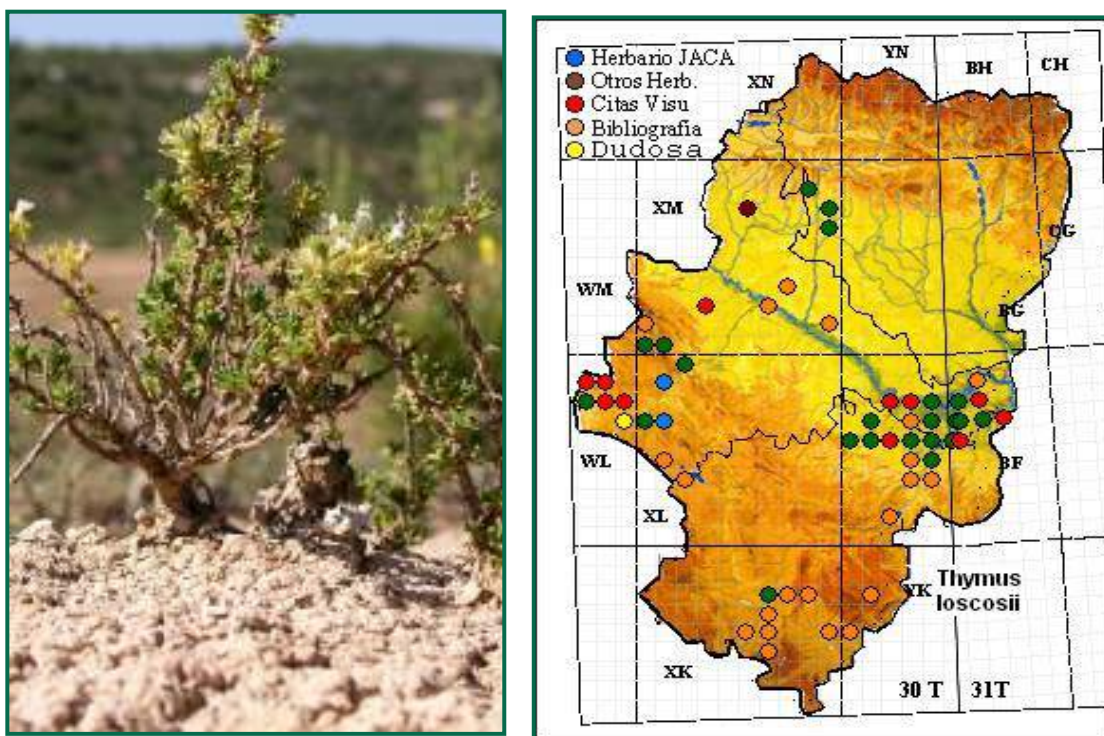 Herbario JACA
Otros Herb.
Citas Visu
Bibliografia
Dudosa
YN
BH
CH
XN
XM
CG
WM
BG
WL
BF
XL
YK
Thymus
loscosii
XK
30 T
31T